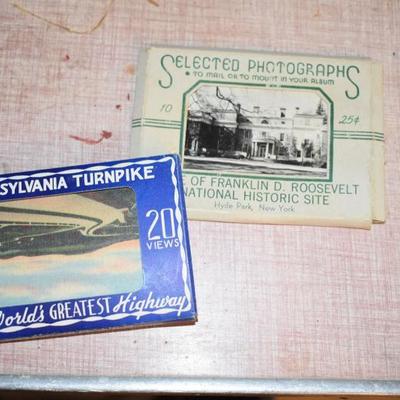 SELECTED PHOTOGRAPHS
TO MAIL OR TO MOUNT IN YOUR ALBUM
10 25¢
E OF FRANKLIN D. ROOSEVELT
NATIONAL HISTORIC SITE
Hyde Park, New York
SYLVANIA TURNPIKE
20
VIEWS
World's GREATEST Highway